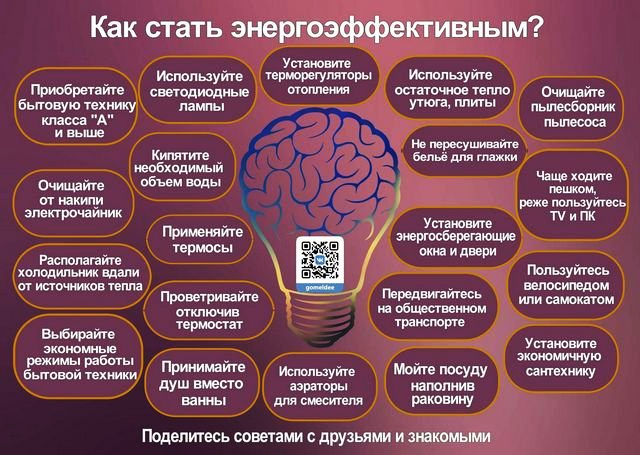 Как стать энергоэффективным?
Приобретайте
бытовую технику
класса "А"
и выше
Используйте
светодиодные
лампы
Установите
терморегуляторы
отопления
Используйте
остаточное тепло
утюга, плиты
Очищайте
пылесборник
пылесоса
Кипятите
необходимый
объем воды
Не пересушивайте
бельё для глажки
Очищайте
от накипи
электрочайник
Чаще ходите
пешком,
реже пользуйтесь
TV и ПК
Применяйте
термосы
Установите
энергосберегающие
окна и двери
Располагайте
холодильник вдали
от источников тепла
gomeldee
Пользуйтесь
велосипедом
или самокатом
Проветривайте
отключив
термостат
Передвигайтесь
на общественном
транспорте
Выбирайте
экономные
режимы работы
бытовой техники
Принимайте
душ вместо
ванны
Используйте
аэраторы
для смесителя
Мойте посуду
наполнив
раковину
Установите
экономичную
сантехнику
Поделитесь советами с друзьями и знакомыми